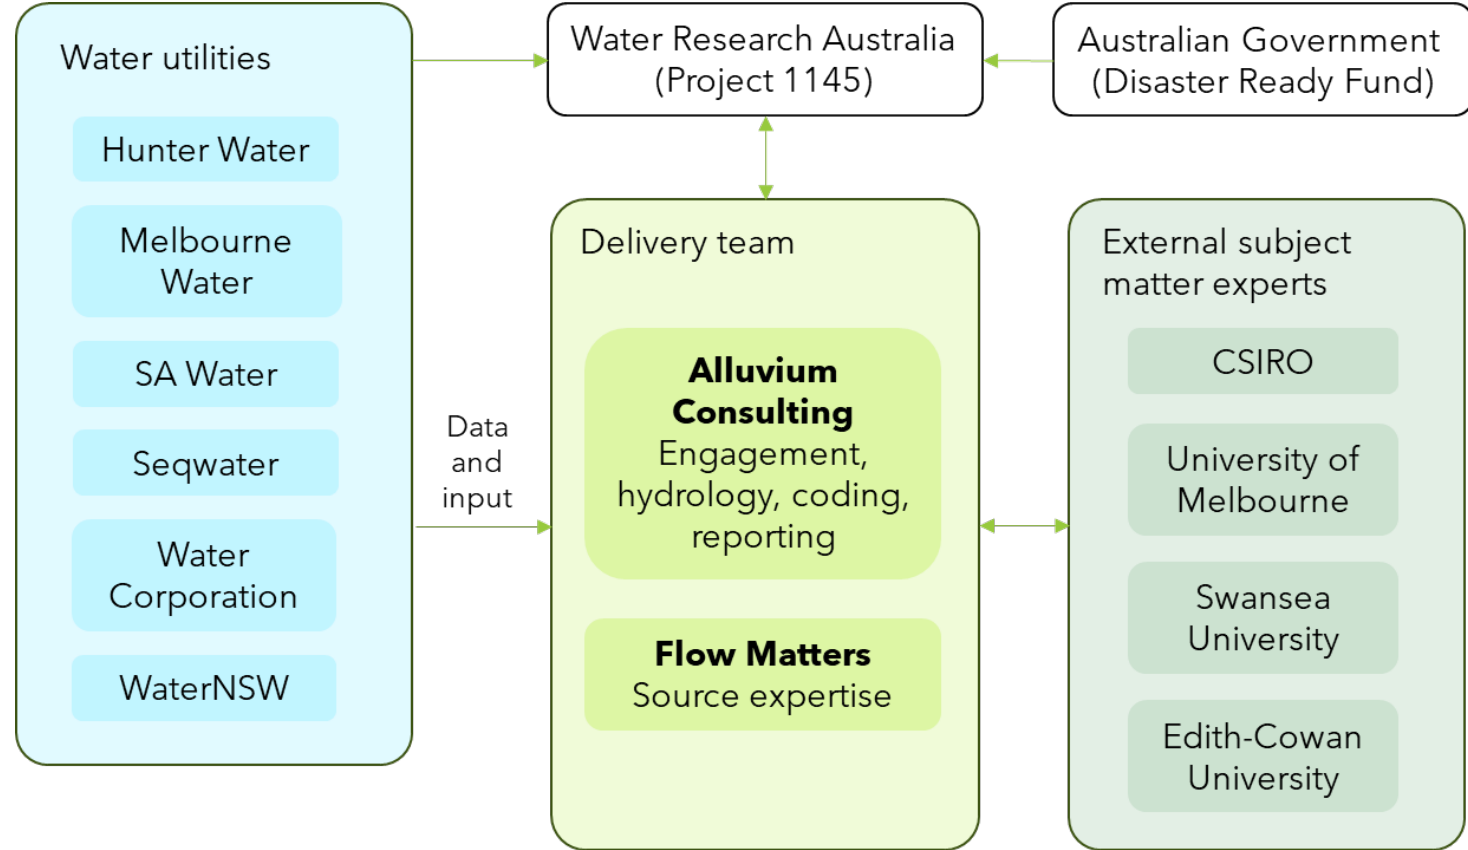 Water utilities
Hunter Water
Melbourne
Water
SA Water
Seqwater
Water
Corporation
WaterNSW
Data
and
input
Water Research Australia
(Project 1145)
Australian Government
(Disaster Ready Fund)
Delivery team
Alluvium
Consulting
Engagement,
hydrology, coding,
reporting
Flow Matters
Source expertise
External subject
matter experts
CSIRO
University of
Melbourne
Swansea
University
Edith-Cowan
University